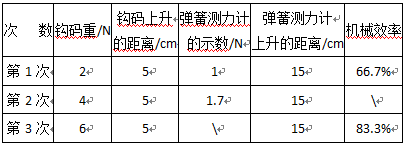 次 数 钩码重/N 钩码上升的距离/cm 弹簧测力计的示数/N 弹簧测力计上升的距离/cm 机械效率
第 1 次 2 5 1 15 66.7%
第 2 次 4 5 1.7 15 \
第 3 次 6 5 \ 15 83.3%